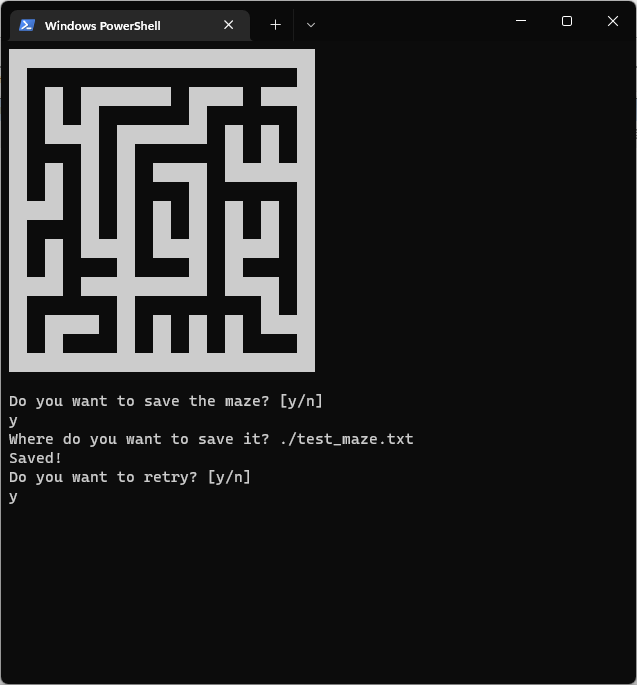 Windows PowerShell
Do you want to save the maze? [y/n]
y
Where do you want to save it? ./test_maze.txt
Saved!
Do you want to retry? [y/n]
y